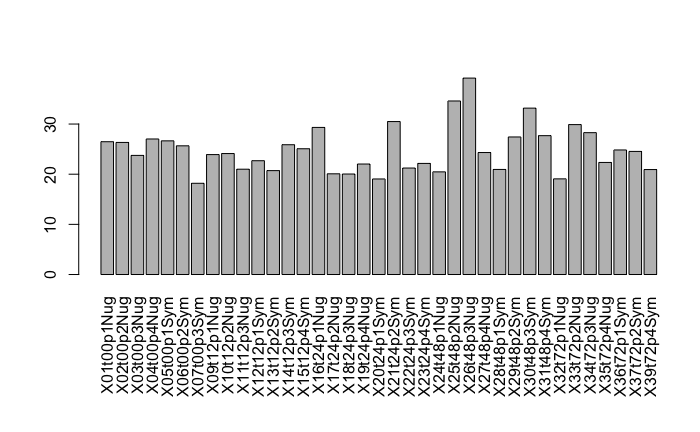 30
20
10
0
X01t00p1Nug
X02t00p2Nug
X03t00p3Nug
X04t00p4Nug
X05t00p1Sym
X06t00p2Sym
X07t00p3Sym
X09t12p1Nug
X10t12p2Nug
X11t12p3Nug
X12t12p1Sym
X13t12p2Sym
X14t12p3Sym
X15t12p4Sym
X16t24p1Nug
X17t24p2Nug
X18t24p3Nug
X19t24p4Nug
X20t24p1Sym
X21t24p2Sym
X22t24p3Sym
X23t24p4Sym
X24t48p1Nug
X25t48p2Nug
X26t48p3Nug
X27t48p4Nug
X28t48p1Sym
X29t48p2Sym
X30t48p3Sym
X31t48p4Sym
X32t72p1Nug
X33t72p2Nug
X34t72p3Nug
X35t72p4Nug
X36t72p1Sym
X37t72p2Sym
X39t72p4Sym